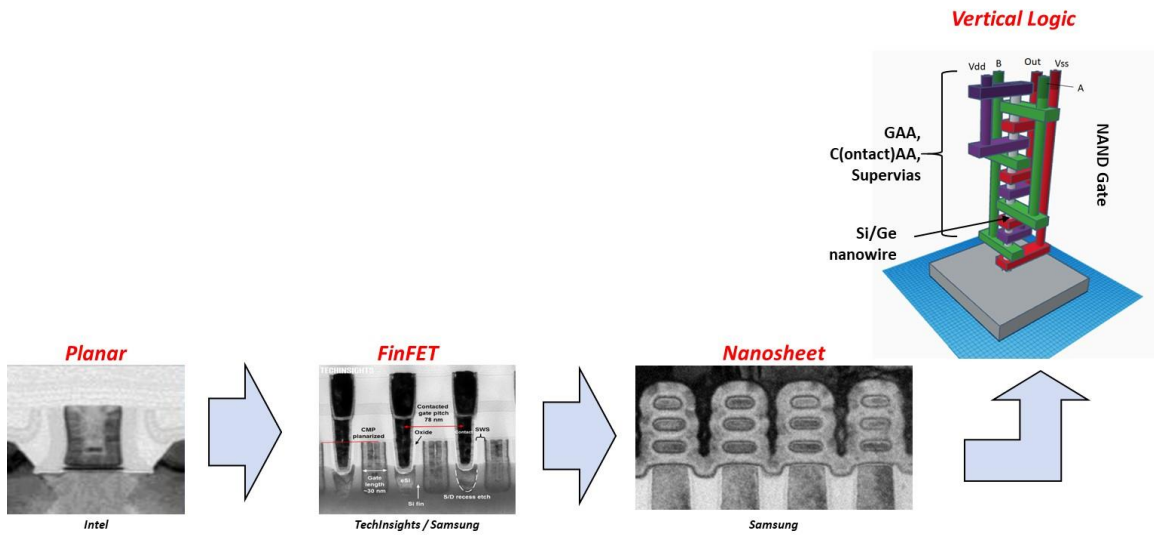 Vertical Logic
Vdd
B
Out
Vss
A
GAA,
C(ontact)AA,
Supervias
NAND Gate
Si/Ge
nanowire
Planar
FinFET
Nanosheet
TECHINSIGHTS
Contacted
gate pitch
78 nm
CMP
planarized
Oxide
SWS
Contact
Gate
length
~30 nm
eSi
Si fin
S/D recess etch
Intel
TechInsights / Samsung
Samsung